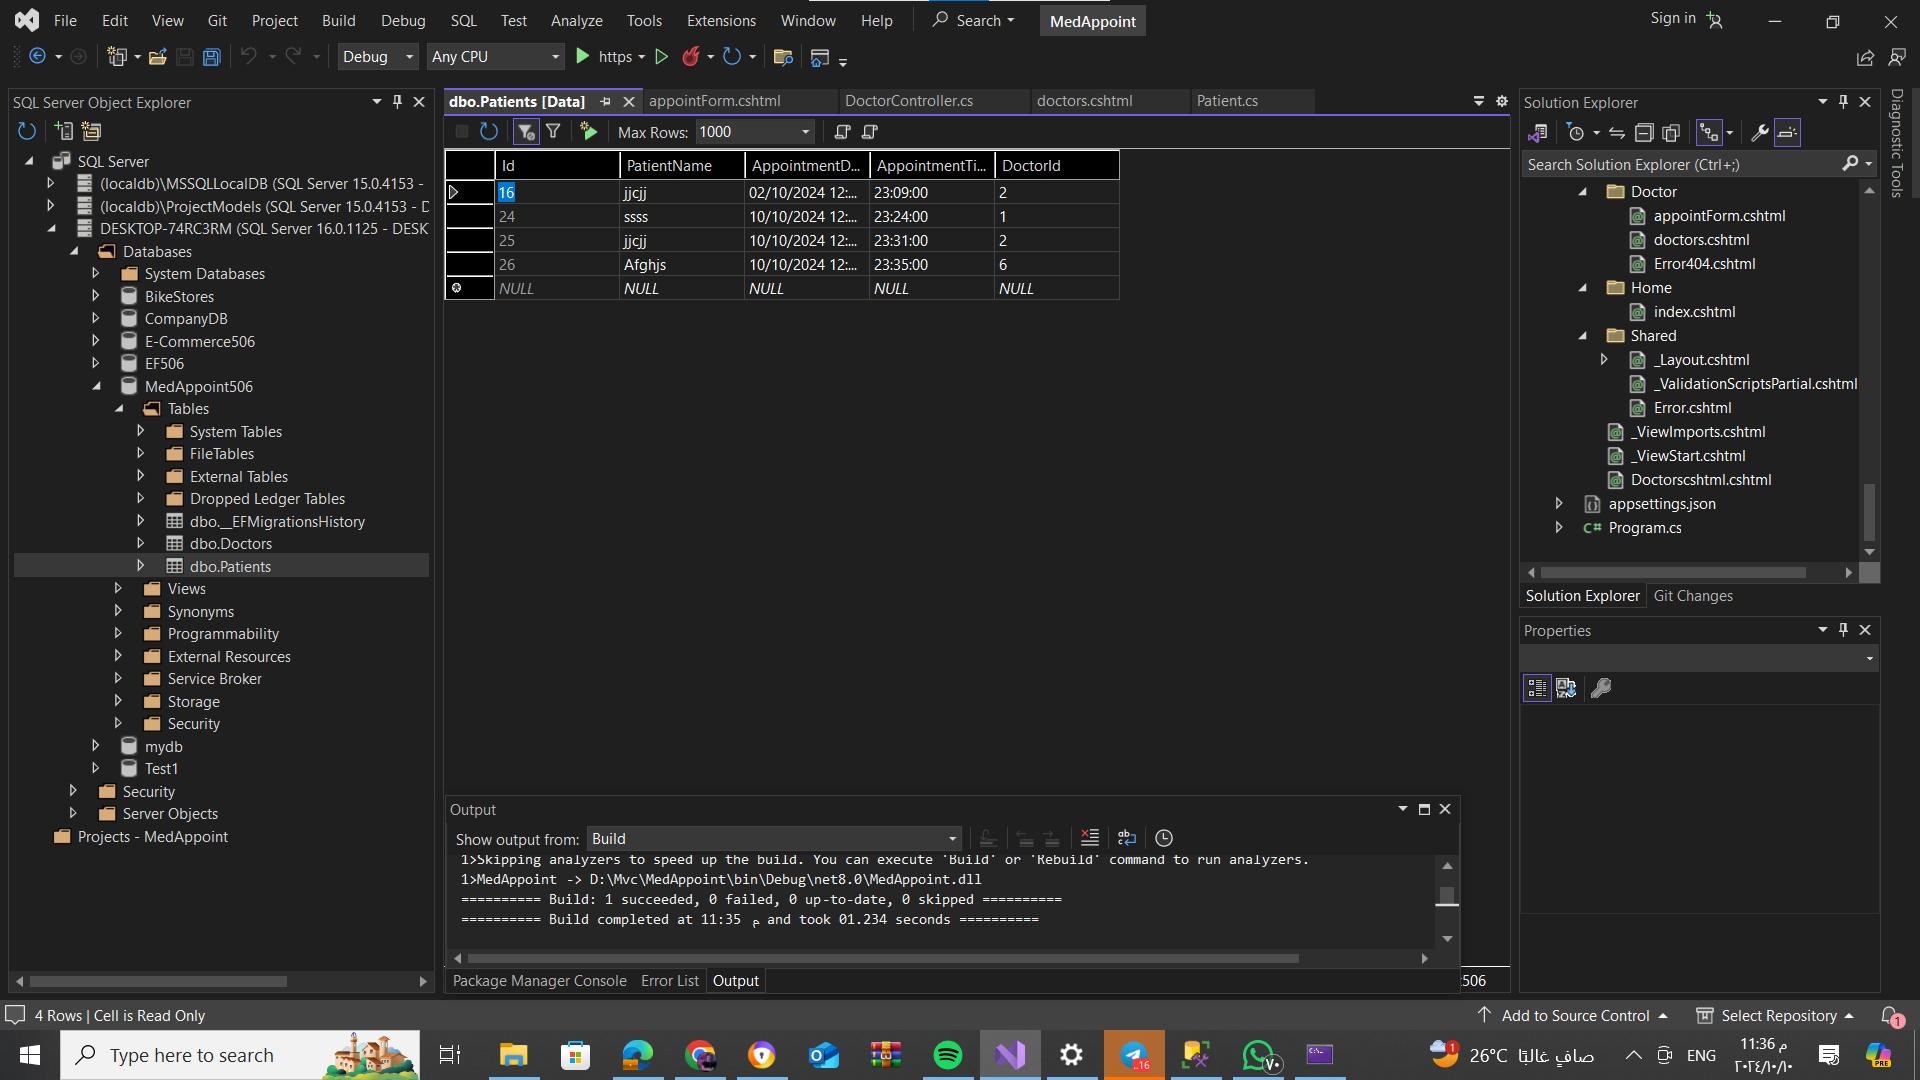 File Edit View Git Project Build Debug SQL Test Analyze Tools Extensions Window Help Search MedAppoint Sign in
Debug Any CPU https
SQL Server Object Explorer
SQL Server
(localdb)\MSSQLLocalDB (SQL Server 15.0.4153 -
(localdb)\ProjectModels (SQL Server 15.0.4153 - D
DESKTOP-74RC3RM (SQL Server 16.0.1125 - DESK
Databases
System Databases
BikeStores
CompanyDB
E-Commerce506
EF506
MedAppoint506
Tables
System Tables
FileTables
External Tables
Dropped Ledger Tables
dbo.__EFMigrationsHistory
dbo.Doctors
dbo.Patients
Views
Synonyms
Programmability
External Resources
Service Broker
Storage
Security
mydb
Test1
Security
Server Objects
Projects - MedAppoint
dbo.Patients [Data] appointForm.cshtml DoctorController.cs doctors.cshtml Patient.cs
Max Rows: 1000
Id PatientName AppointmentD... AppointmentTi... DoctorId
16 jjcjj 02/10/2024 12:... 23:09:00 2
24 ssss 10/10/2024 12:... 23:24:00 1
25 jjcjj 10/10/2024 12:... 23:31:00 2
26 Afghjs 10/10/2024 12:... 23:35:00 6
NULL NULL NULL NULL NULL
Output
Show output from: Build
1>Skipping analyzers to speed up the build. You can execute 'Build' or 'Rebuild' command to run analyzers.
1>MedAppoint -> D:\Mvc\MedAppoint\bin\Debug\net8.0\MedAppoint.dll
========== Build: 1 succeeded, 0 failed, 0 up-to-date, 0 skipped ==========
========== Build completed at 11:35 م and took 01.234 seconds ==========
Package Manager Console Error List Output
506
Solution Explorer
Search Solution Explorer (Ctrl+;)
Doctor
appointForm.cshtml
doctors.cshtml
Error404.cshtml
Home
index.cshtml
Shared
_Layout.cshtml
_ValidationScriptsPartial.cshtml
Error.cshtml
_ViewImports.cshtml
_ViewStart.cshtml
Doctorscshtml.cshtml
appsettings.json
C# Program.cs
Solution Explorer Git Changes
Properties
Diagnostic Tools
4 Rows | Cell is Read Only
Add to Source Control Select Repository 1
Type here to search
..16
V.
1
26°C صافٍ غالبًا
ENG
11:36 م
٢٠٢٤/١٠/١٠
PRE